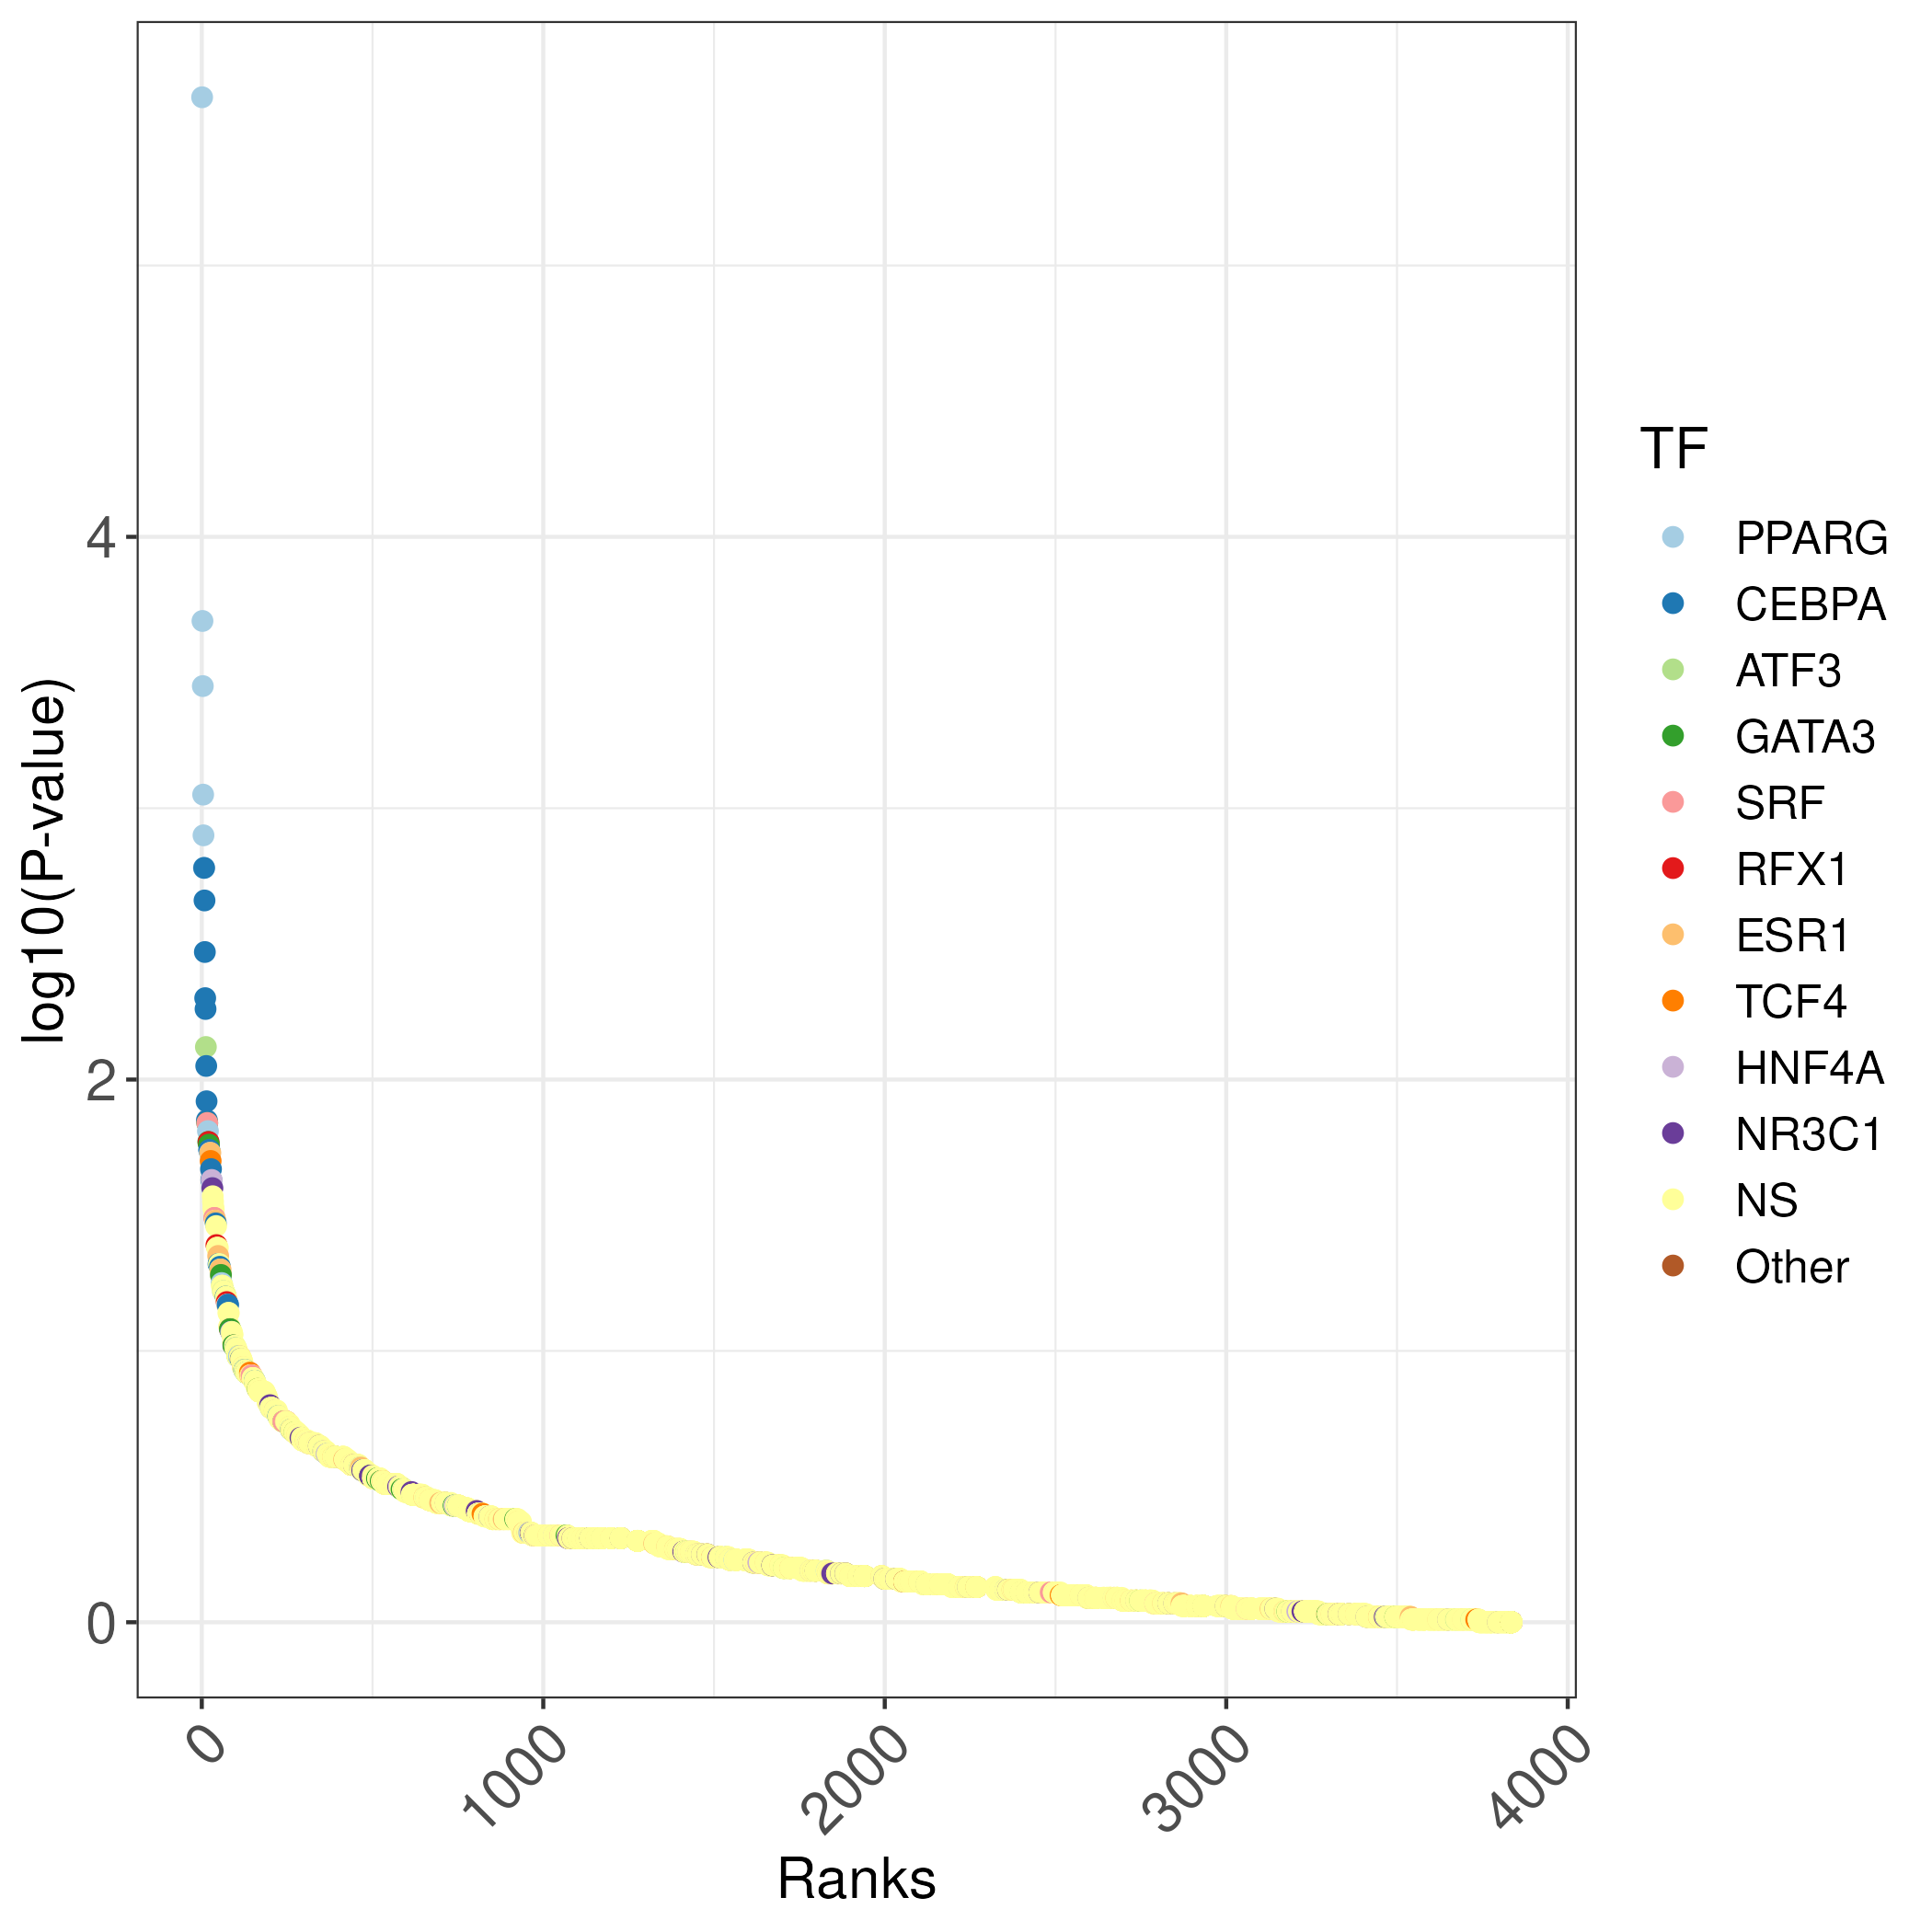 log10(P-value)
4
2
0
0
1000
2000
3000
4000
Ranks
TF
PPARG
CEBPA
ATF3
GATA3
SRF
RFX1
ESR1
TCF4
HNF4A
NR3C1
NS
Other